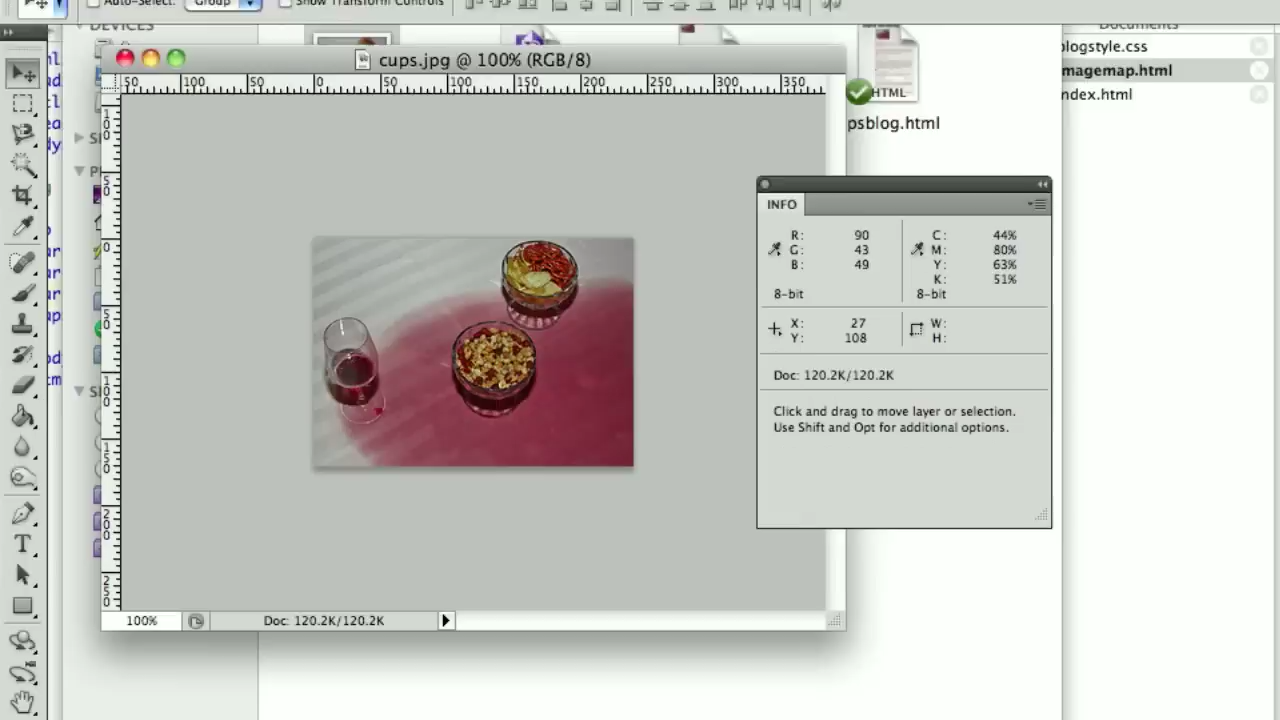 Auto-Select:
Group
Show Transform Controls
DEVICES
cups.jpg @ 100% (RGB/8)
50 100 50 0 50 100 150 200 250 300 350
HTML
psblog.html
Documents
blogstyle.css
magemap.html
ndex.html
INFO
R: 90
G: 43
B: 49
8-bit
C: 44%
M: 80%
Y: 63%
K: 51%
8-bit
X: 27
Y: 108
W:
H:
Doc: 120.2K/120.2K
Click and drag to move layer or selection.
Use Shift and Opt for additional options.
100%
Doc: 120.2K/120.2K